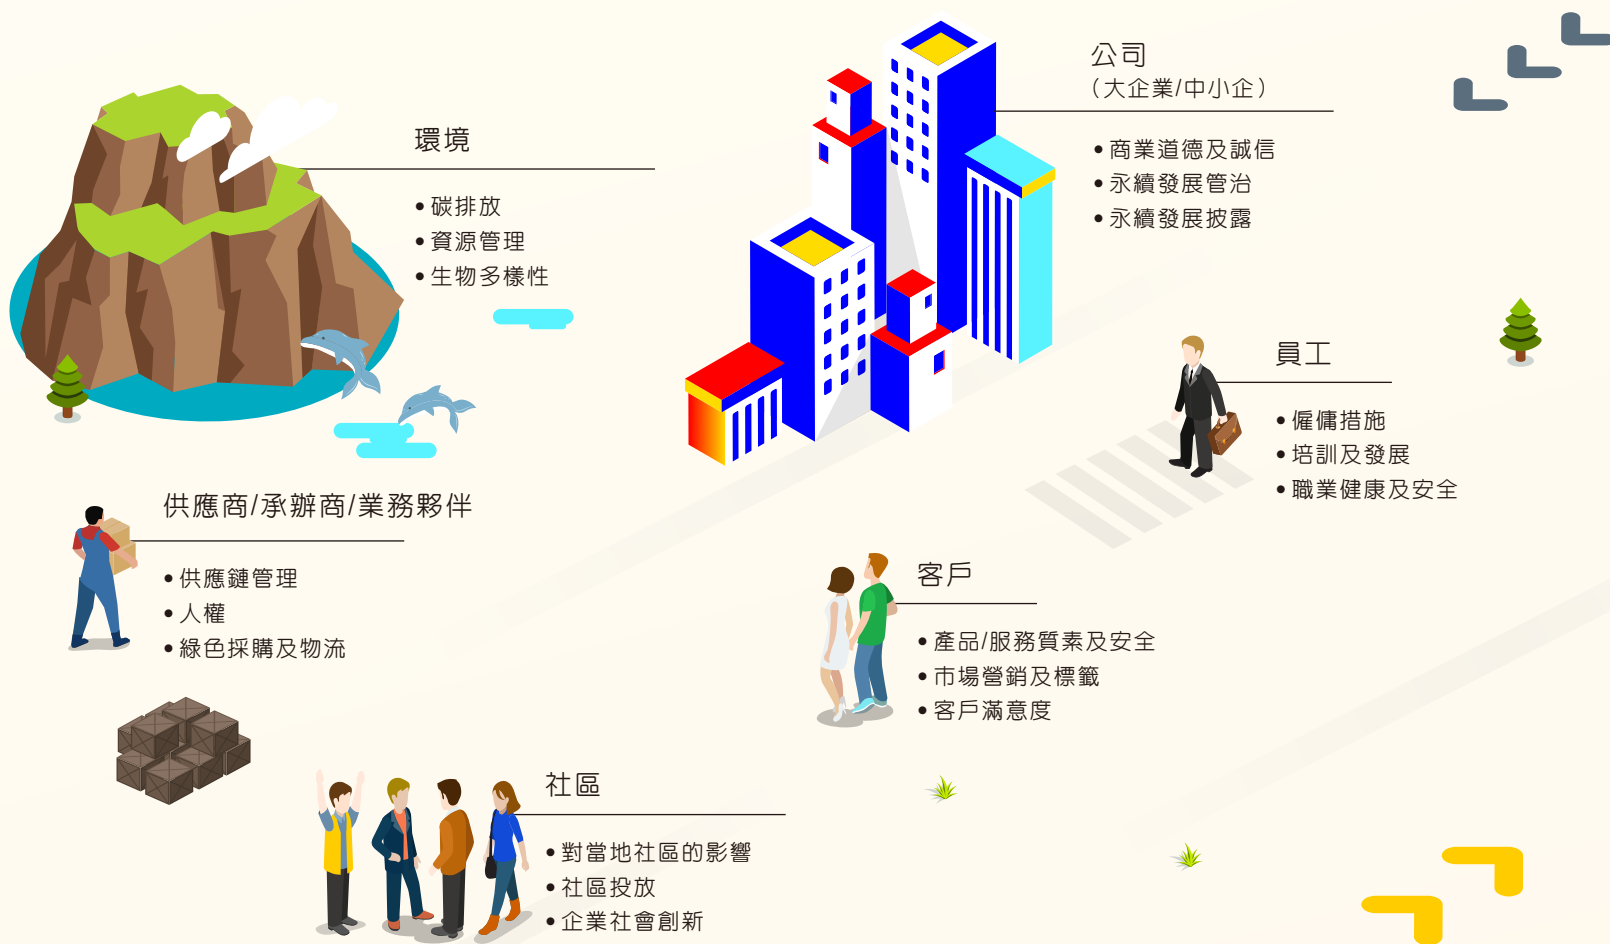 環境
• 碳排放
• 資源管理
• 生物多樣性
公司
（大企業/中小企）
• 商業道德及誠信
• 永續發展管治
• 永續發展披露
員工
• 僱傭措施
• 培訓及發展
• 職業健康及安全
供應商/承辦商/業務夥伴
• 供應鏈管理
• 人權
• 綠色採購及物流
客戶
• 產品/服務質素及安全
• 市場營銷及標籤
• 客戶滿意度
社區
• 對當地社區的影響
• 社區投放
• 企業社會創新